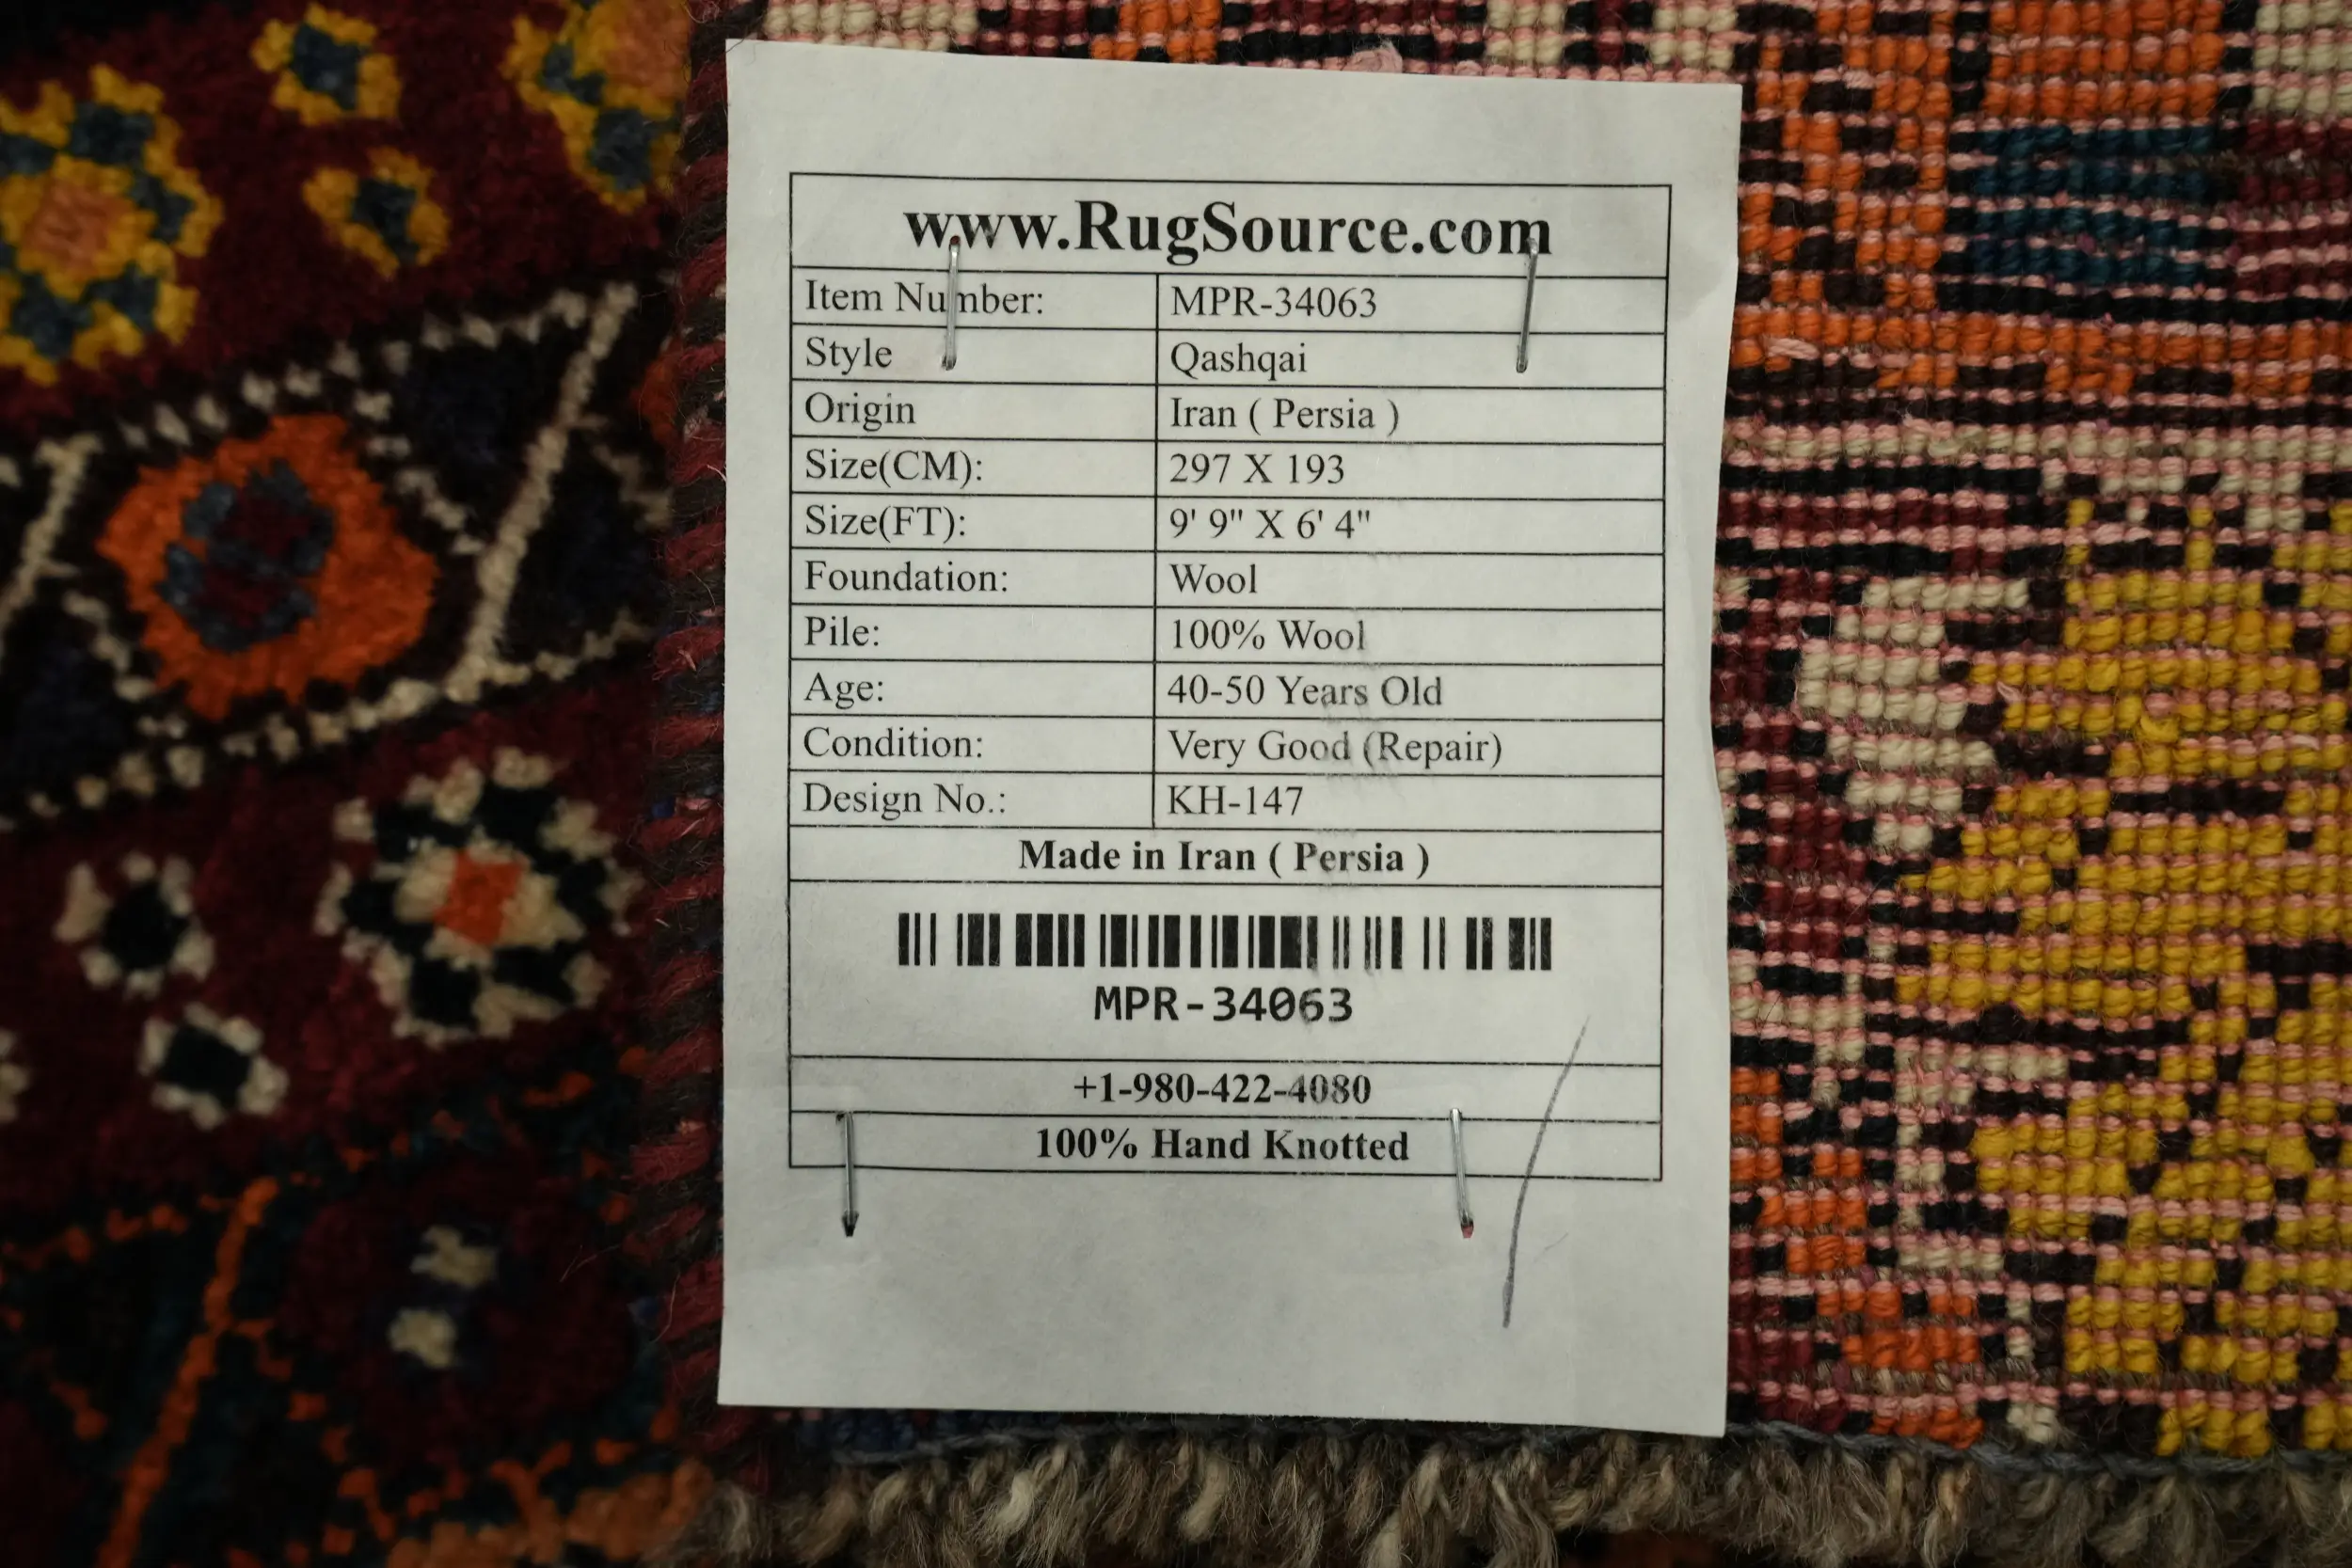 www.RugSource.com
Item Number: MPR-34063
Style Qashqai
Origin Iran ( Persia )
Size(CM): 297 X 193
Size(FT): 9' 9" X 6' 4"
Foundation: Wool
Pile: 100% Wool
Age: 40-50 Years Old
Condition: Very Good (Repair)
Design No.: KH-147
Made in Iran ( Persia )
MPR-34063
+1-980-422-4080
100% Hand Knotted